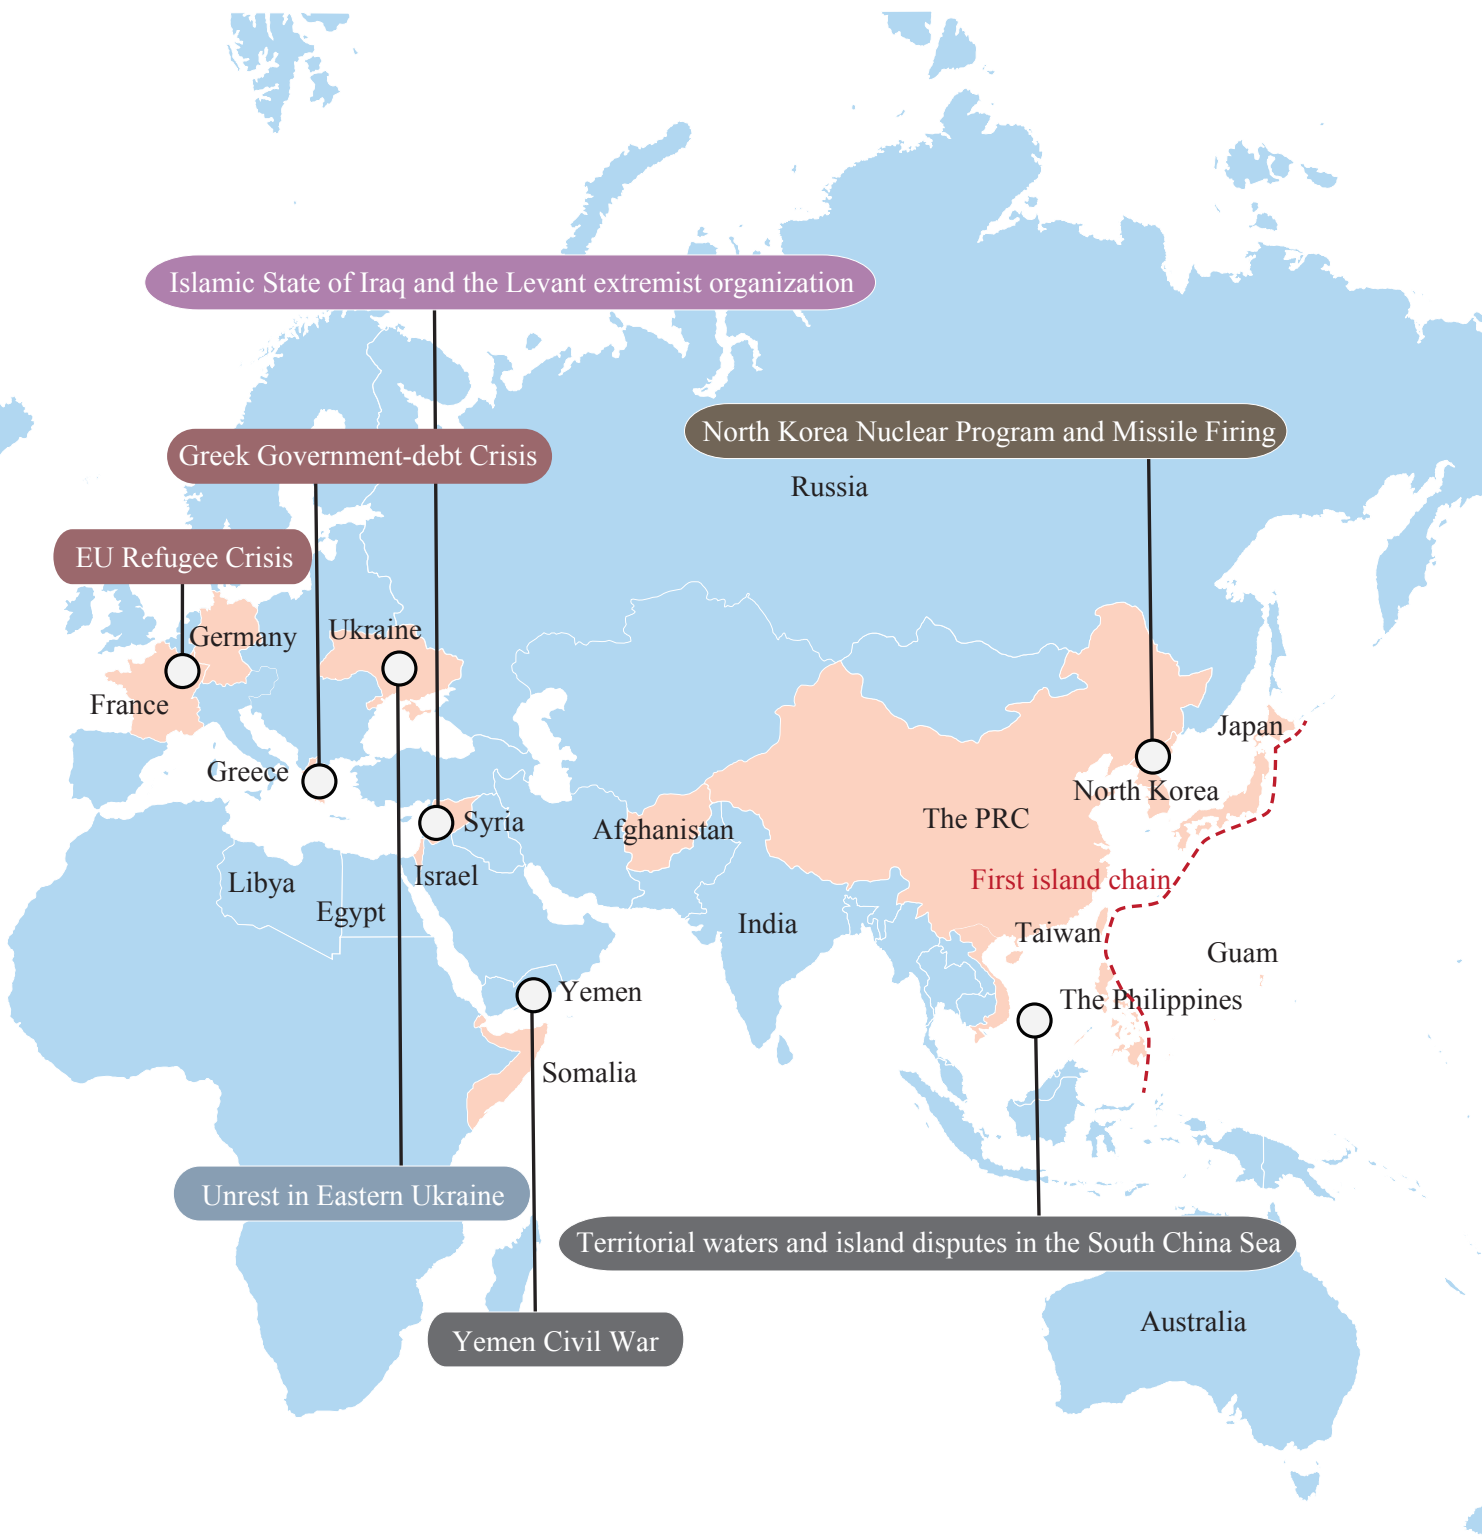 Islamic State of Iraq and the Levant extremist organization
North Korea Nuclear Program and Missile Firing
Greek Government-debt Crisis
Russia
EU Refugee Crisis
Germany
Ukraine
France
Japan
Greece
North Korea
The PRC
Syria
Afghanistan
Israel
First island chain
Libya
Egypt
India
Taiwan
Guam
Yemen
The Philippines
Somalia
Unrest in Eastern Ukraine
Territorial waters and island disputes in the South China Sea
Australia
Yemen Civil War